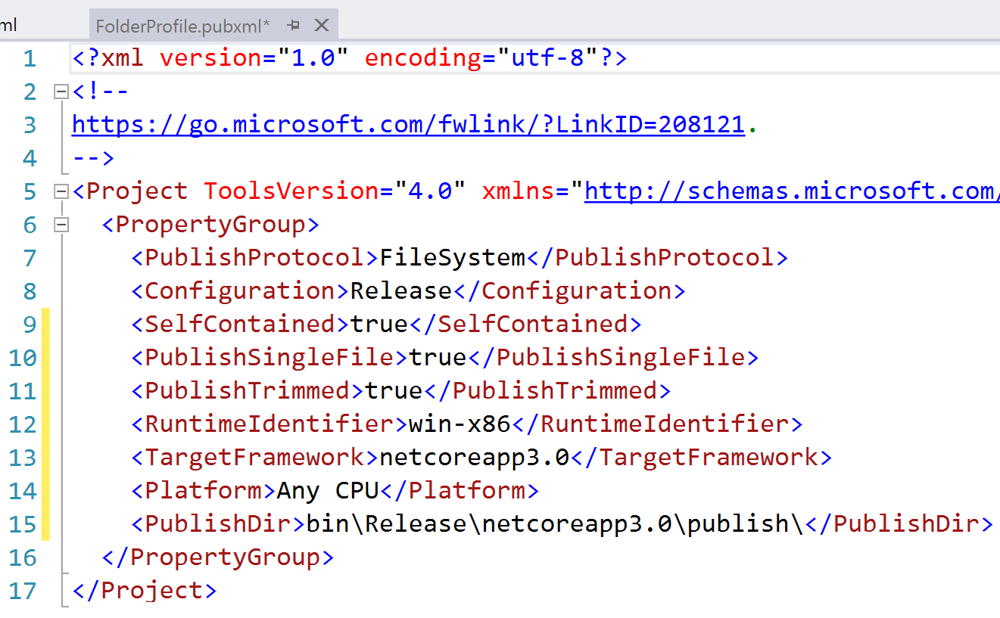 ml
FolderProfile.pubxml*
1 <?xml version="1.0" encoding="utf-8"?>
2 <!--
3 https://go.microsoft.com/fwlink/?LinkID=208121.
4 -->
5 <Project ToolsVersion="4.0" xmlns="http://schemas.microsoft.com/
6 <PropertyGroup>
7 <PublishProtocol>FileSystem</PublishProtocol>
8 <Configuration>Release</Configuration>
9 <SelfContained>true</SelfContained>
10 <PublishSingleFile>true</PublishSingleFile>
11 <PublishTrimmed>true</PublishTrimmed>
12 <RuntimeIdentifier>win-x86</RuntimeIdentifier>
13 <TargetFramework>netcoreapp3.0</TargetFramework>
14 <Platform>Any CPU</Platform>
15 <PublishDir>bin\Release\netcoreapp3.0\publish\</PublishDir>
16 </PropertyGroup>
17 </Project>